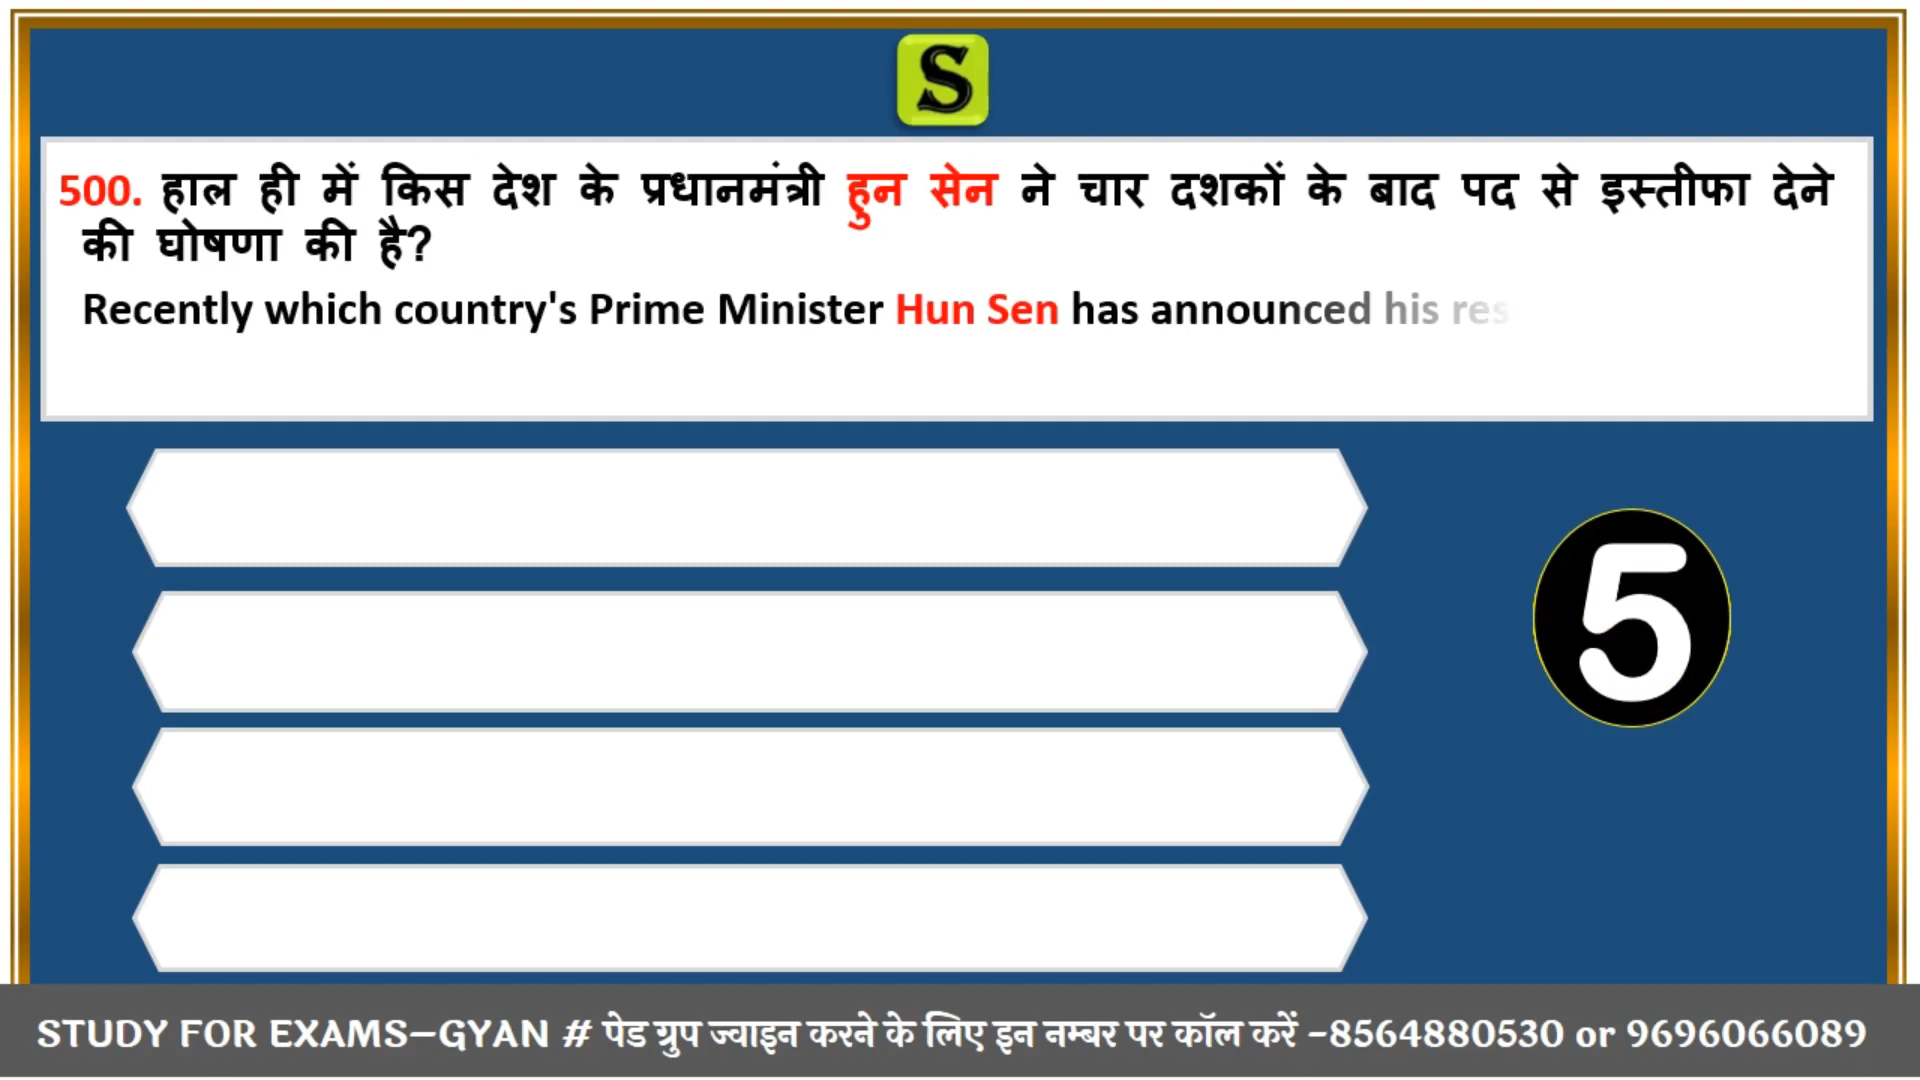 S
500. हाल ही में किस देश के प्रधानमंत्री हुन सेन ने चार दशकों के बाद पद से इस्तीफा देने
की घोषणा की है?
Recently which country's Prime Minister Hun Sen has announced his res
5
STUDY FOR EXAMS–GYAN # पेड ग्रुप ज्वाइन करने के लिए इन नम्बर पर कॉल करें -8564880530 or 9696066089